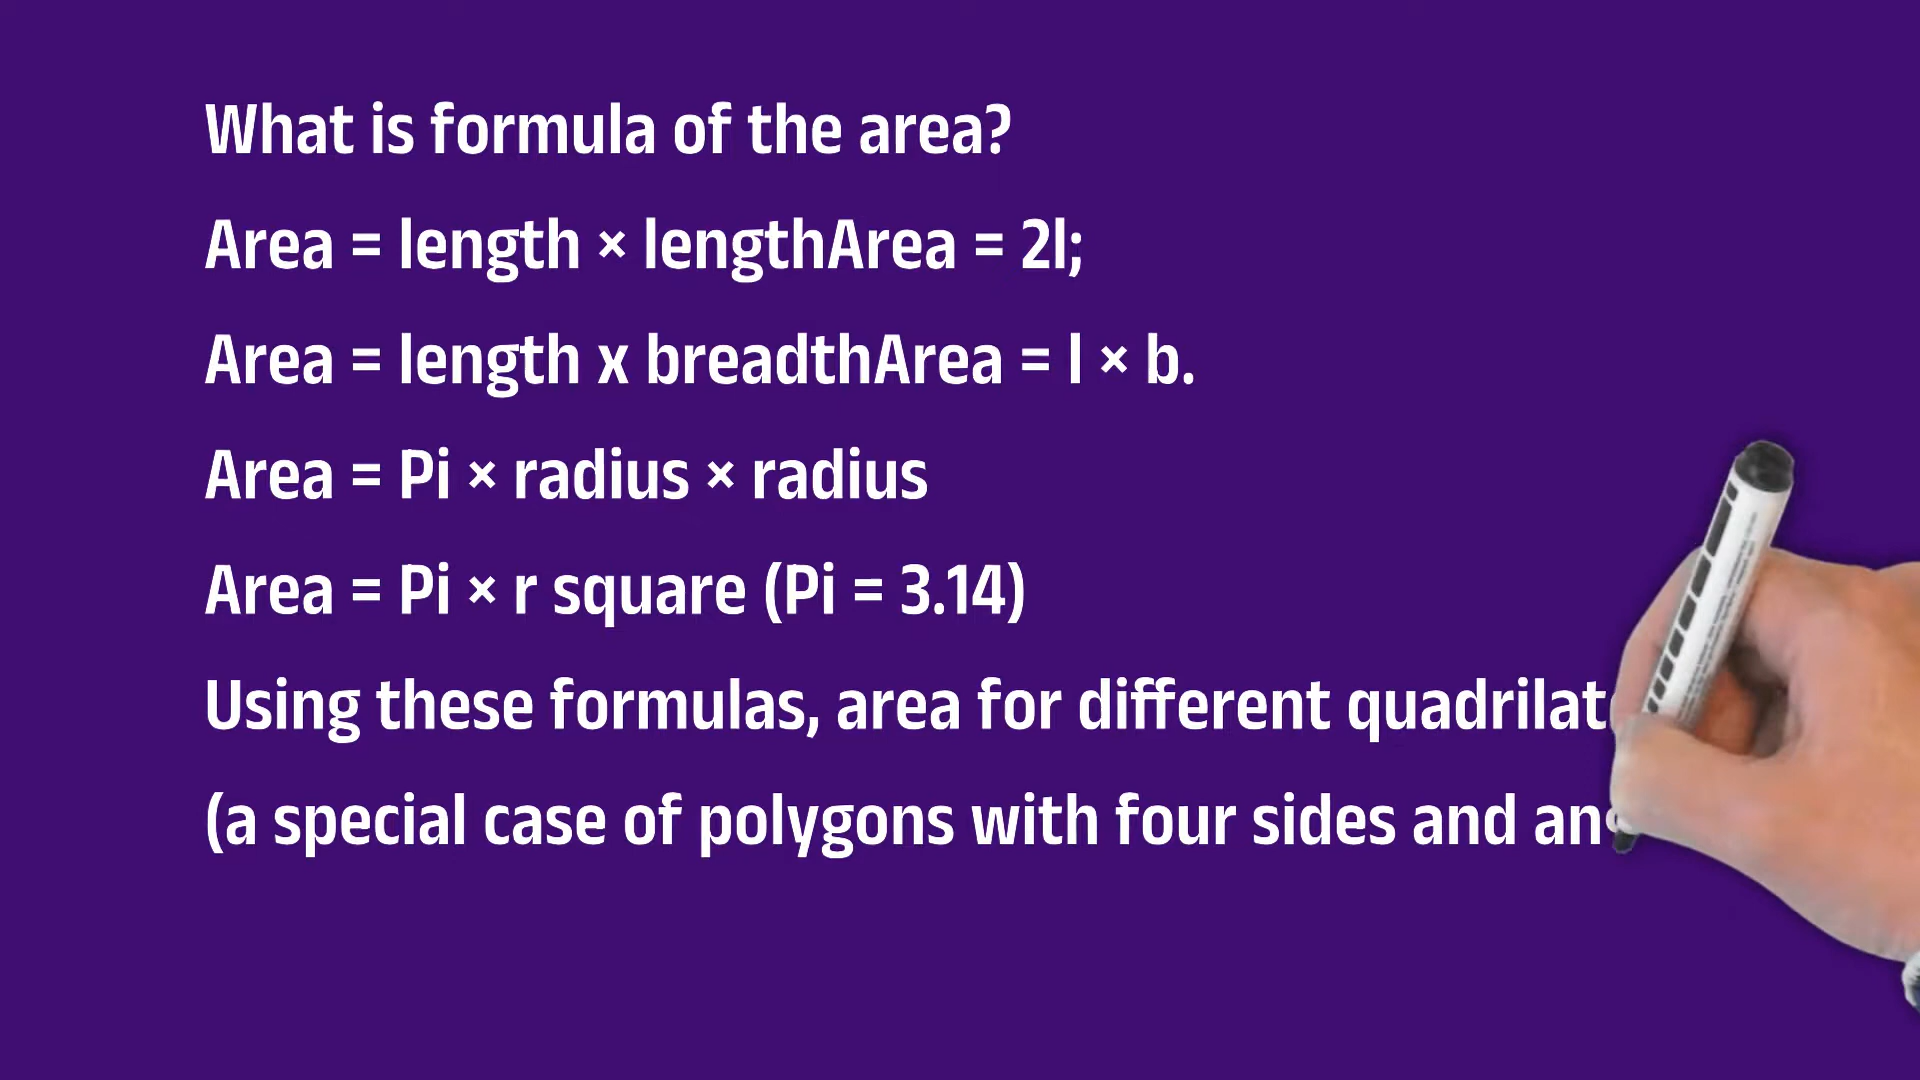 What is formula of the area?
Area = length × lengthArea = 2l;
Area = length x breadthArea = l × b.
Area = Pi × radius × radius
Area = Pi × r square (Pi = 3.14)
Using these formulas, area for different
(a special case of polygons with four sides and